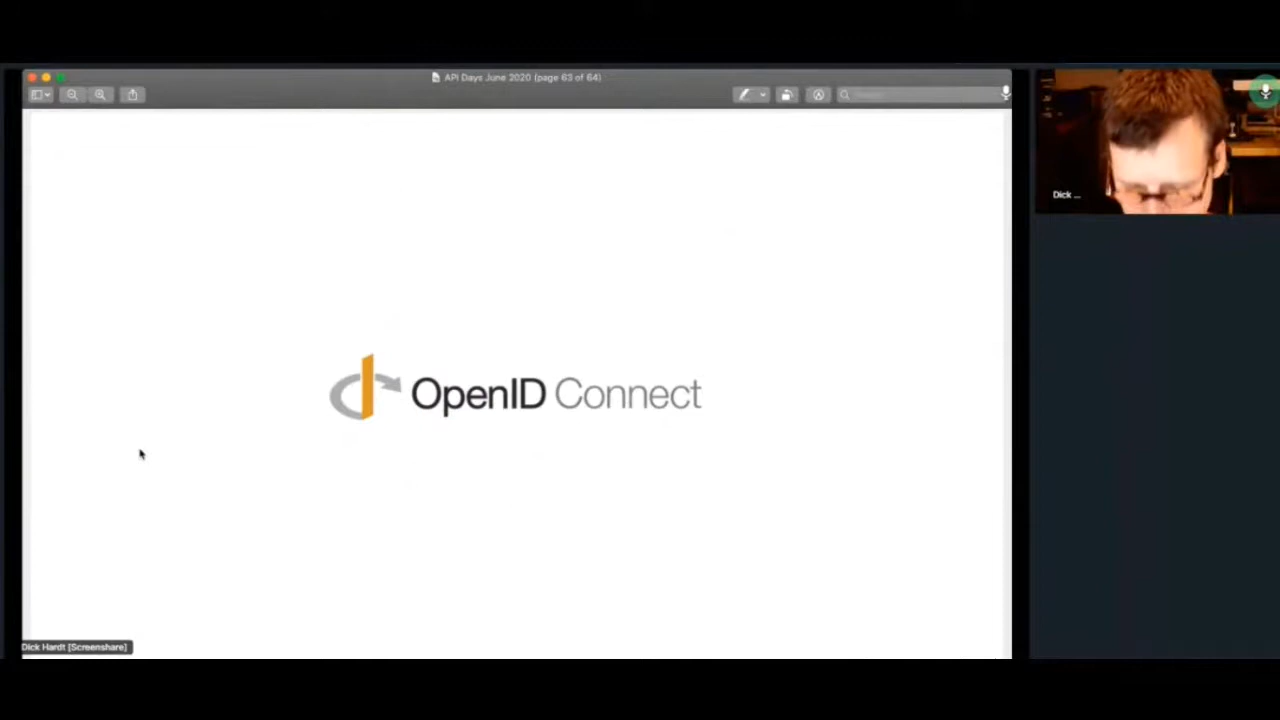 API Days June 2020 (page 63 of 64)
Dick ...
OpenID Connect
Dick Hardt [Screenshare]